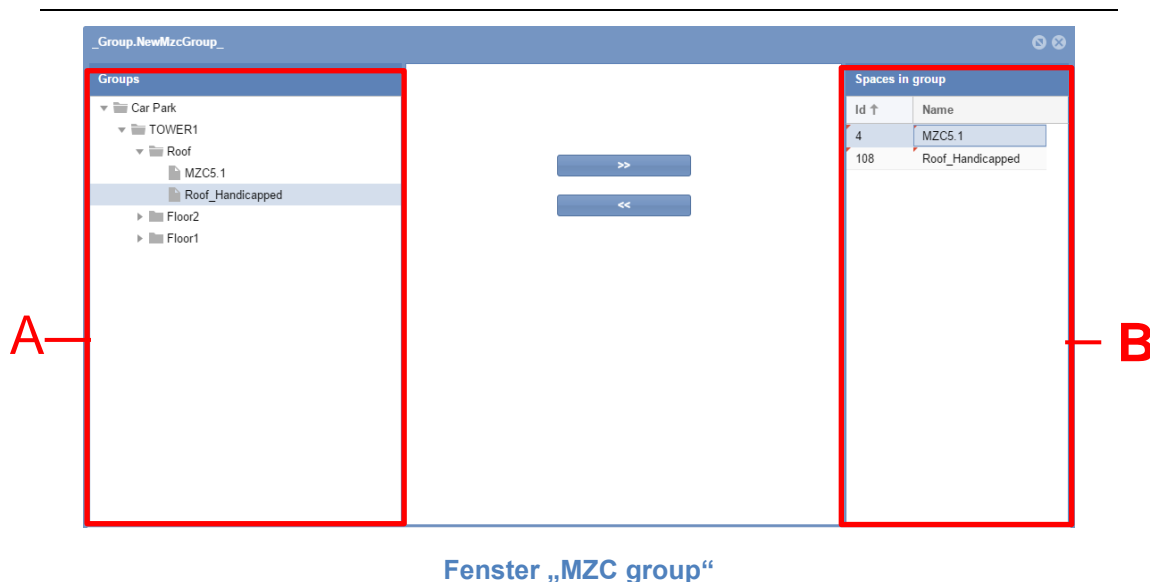 _Group.NewMzcGroup_
Groups
Car Park
TOWER1
Roof
MZC5.1
Roof_Handicapped
Floor2
Floor1
>>
<<
Spaces in group
Id ↑ Name
4 MZC5.1
108 Roof_Handicapped
A
B
Fenster „MZC group“